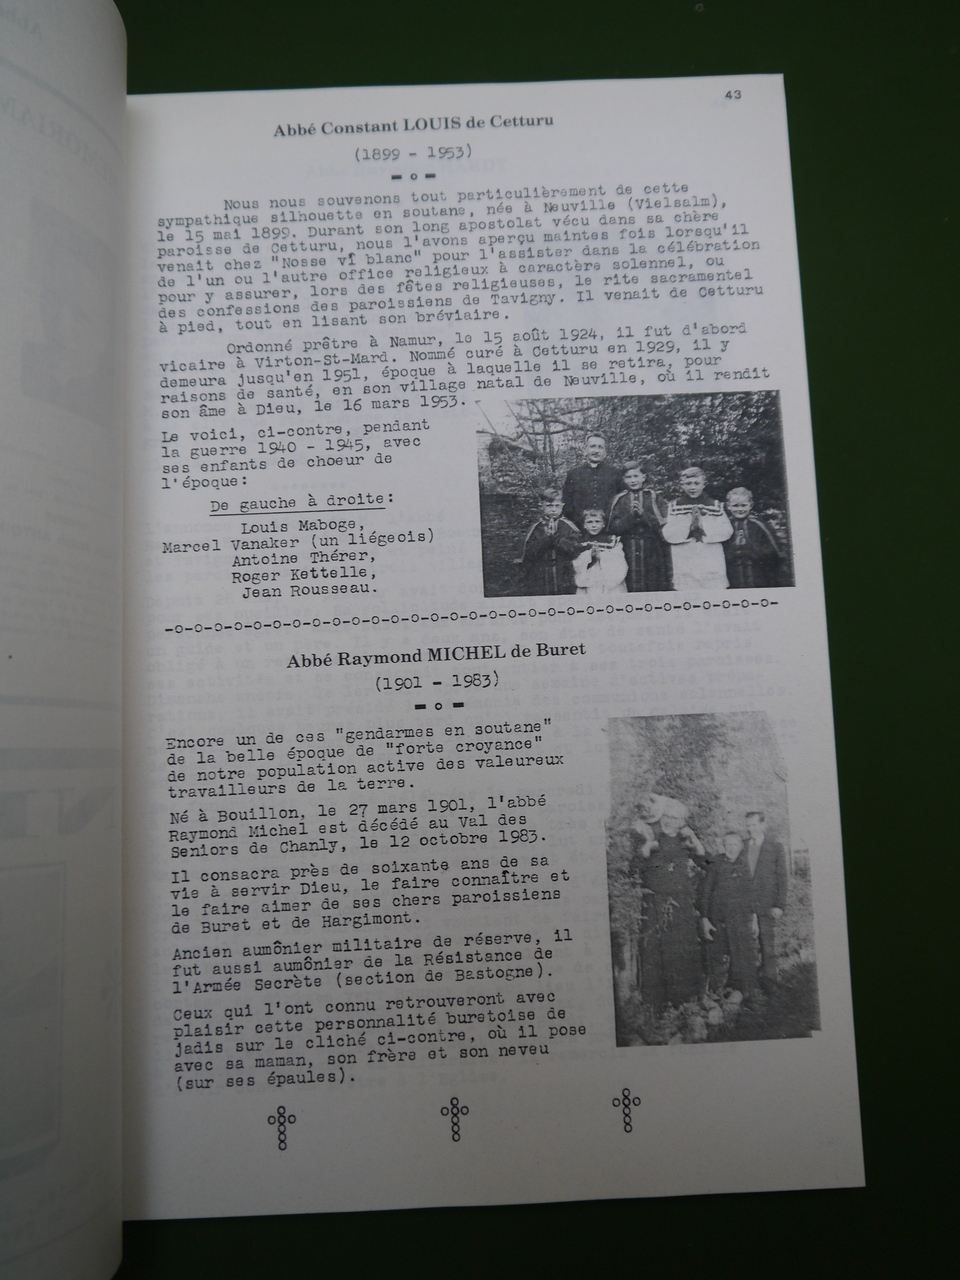 43
Abbé Constant LOUIS de Cetturu
(1899 - 1953)
- o -
Nous nous souvenons tout particulièrement de cette
sympathique silhouette en soutane, née à Neuville (Vielsalm),
le 15 mai 1899. Durant son long apostolat vécu dans sa chère
paroisse de Cetturu, nous l'avons aperçu maintes fois lorsqu'il
venait chez "Nosse vî blanc" pour l'assister dans la célébration
de l'un ou l'autre office religieux à caractère solennel, ou
pour y assurer, lors des fêtes religieuses, le rite sacramentel
des confessions des paroissiens de Tavigny. Il venait de Cetturu
à pied, tout en lisant son bréviaire.
Ordonné prêtre à Namur, le 15 août 1924, il fut d'abord
vicaire à Virton-St-Mard. Nommé curé à Cetturu en 1929, il y
demeura jusqu'en 1951, époque à laquelle il se retira, pour
raisons de santé, en son village natal de Neuville, où il rendit
son âme à Dieu, le 16 mars 1953.
Le voici, ci-contre, pendant
la guerre 1940 - 1945, avec
ses enfants de choeur de
l'époque:
De gauche à droite:
Louis Maboge,
Marcel Vanaker (un liégeois)
Antoine Thérer,
Roger Kettelle,
Jean Rousseau.
-o-o-o-o-o-o-o-o-o-o-o-o-o-o-o-o-o-o-o-o-o-o-o-o-o-o-o-o-o-o-o-
Abbé Raymond MICHEL de Buret
(1901 - 1983)
- o -
Encore un de ces "gendarmes en soutane"
de la belle époque de "forte croyance"
de notre population active des valeureux
travailleurs de la terre.
Né à Bouillon, le 27 mars 1901, l'abbé
Raymond Michel est décédé au Val des
Seniors de Chanly, le 12 octobre 1983.
Il consacra près de soixante ans de sa
vie à servir Dieu, le faire connaître et
le faire aimer de ses chers paroissiens
de Buret et de Hargimont.
Ancien aumônier militaire de réserve, il
fut aussi aumônier de la Résistance de
l'Armée Secrète (section de Bastogne).
Ceux qui l'ont connu retrouveront avec
plaisir cette personnalité buretoise de
jadis sur le cliché ci-contre, où il pose
avec sa maman, son frère et son neveu
(sur ses épaules).